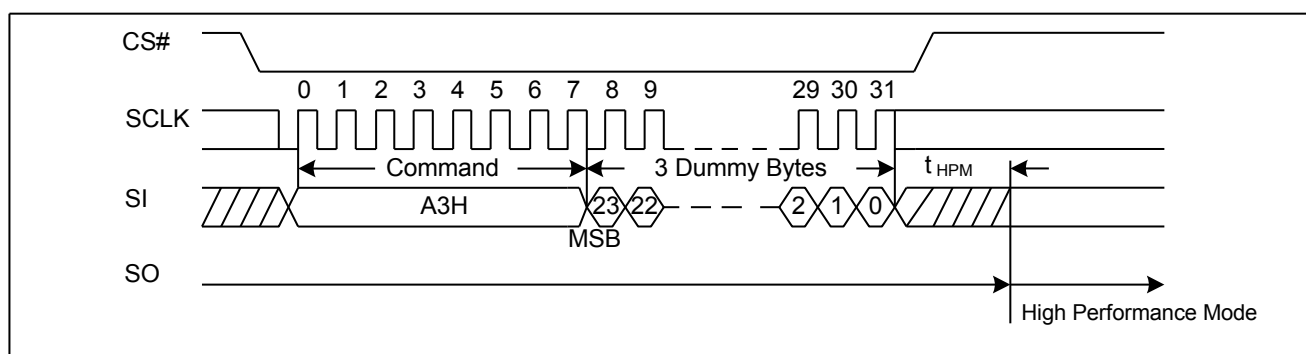 CS#
0 1 2 3 4 5 6 7 8 9 29 30 31
SCLK
Command 3 Dummy Bytes t HPM
SI A3H 23 22 2 1 0
MSB
SO
High Performance Mode